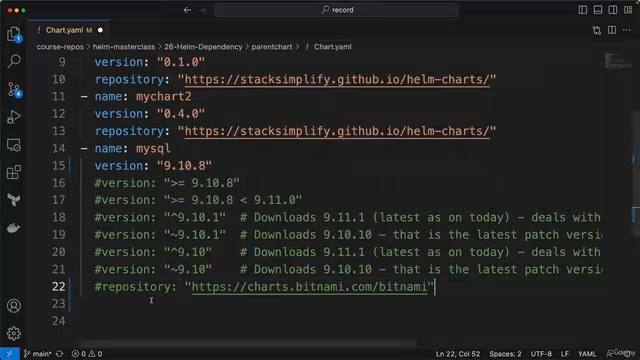 record
Chart.yaml
course-repos > helm-masterclass > 26-Helm-Dependency > parentchart > Chart.yaml
9 version: "0.1.0"
10 repository: "https://stacksimplify.github.io/helm-charts/"
11 - name: mychart2
12 version: "0.4.0"
13 repository: "https://stacksimplify.github.io/helm-charts/"
14 - name: mysql
15 version: "9.10.8"
16 #version: ">= 9.10.8"
17 #version: ">= 9.10.8 < 9.11.0"
18 #version: "^9.10.1" # Downloads 9.11.1 (latest as on today) - deals with
19 #version: "~9.10.1" # Downloads 9.10.10 - that is the latest patch version
20 #version: "^9.10" # Downloads 9.11.1 (latest as on today) - deals with
21 #version: "~9.10" # Downloads 9.10.10 - that is the latest patch version
22 #repository: "https://charts.bitnami.com/bitnami"
23
24
main* 0 0 Ln 22, Col 52 Spaces: 2 UTF-8 LF YAML
Udemy